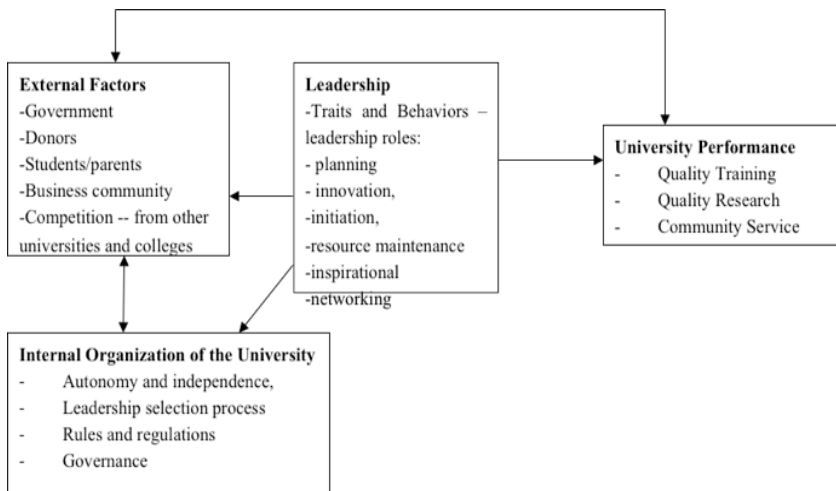 External Factors
-Government
-Donors
-Students/parents
-Business community
-Competition -- from other
universities and colleges
Leadership
-Traits and Behaviors –
leadership roles:
- planning
- innovation,
-initiation,
-resource maintenance
-inspirational
-networking
University Performance
- Quality Training
- Quality Research
- Community Service
Internal Organization of the University
- Autonomy and independence,
- Leadership selection process
- Rules and regulations
- Governance